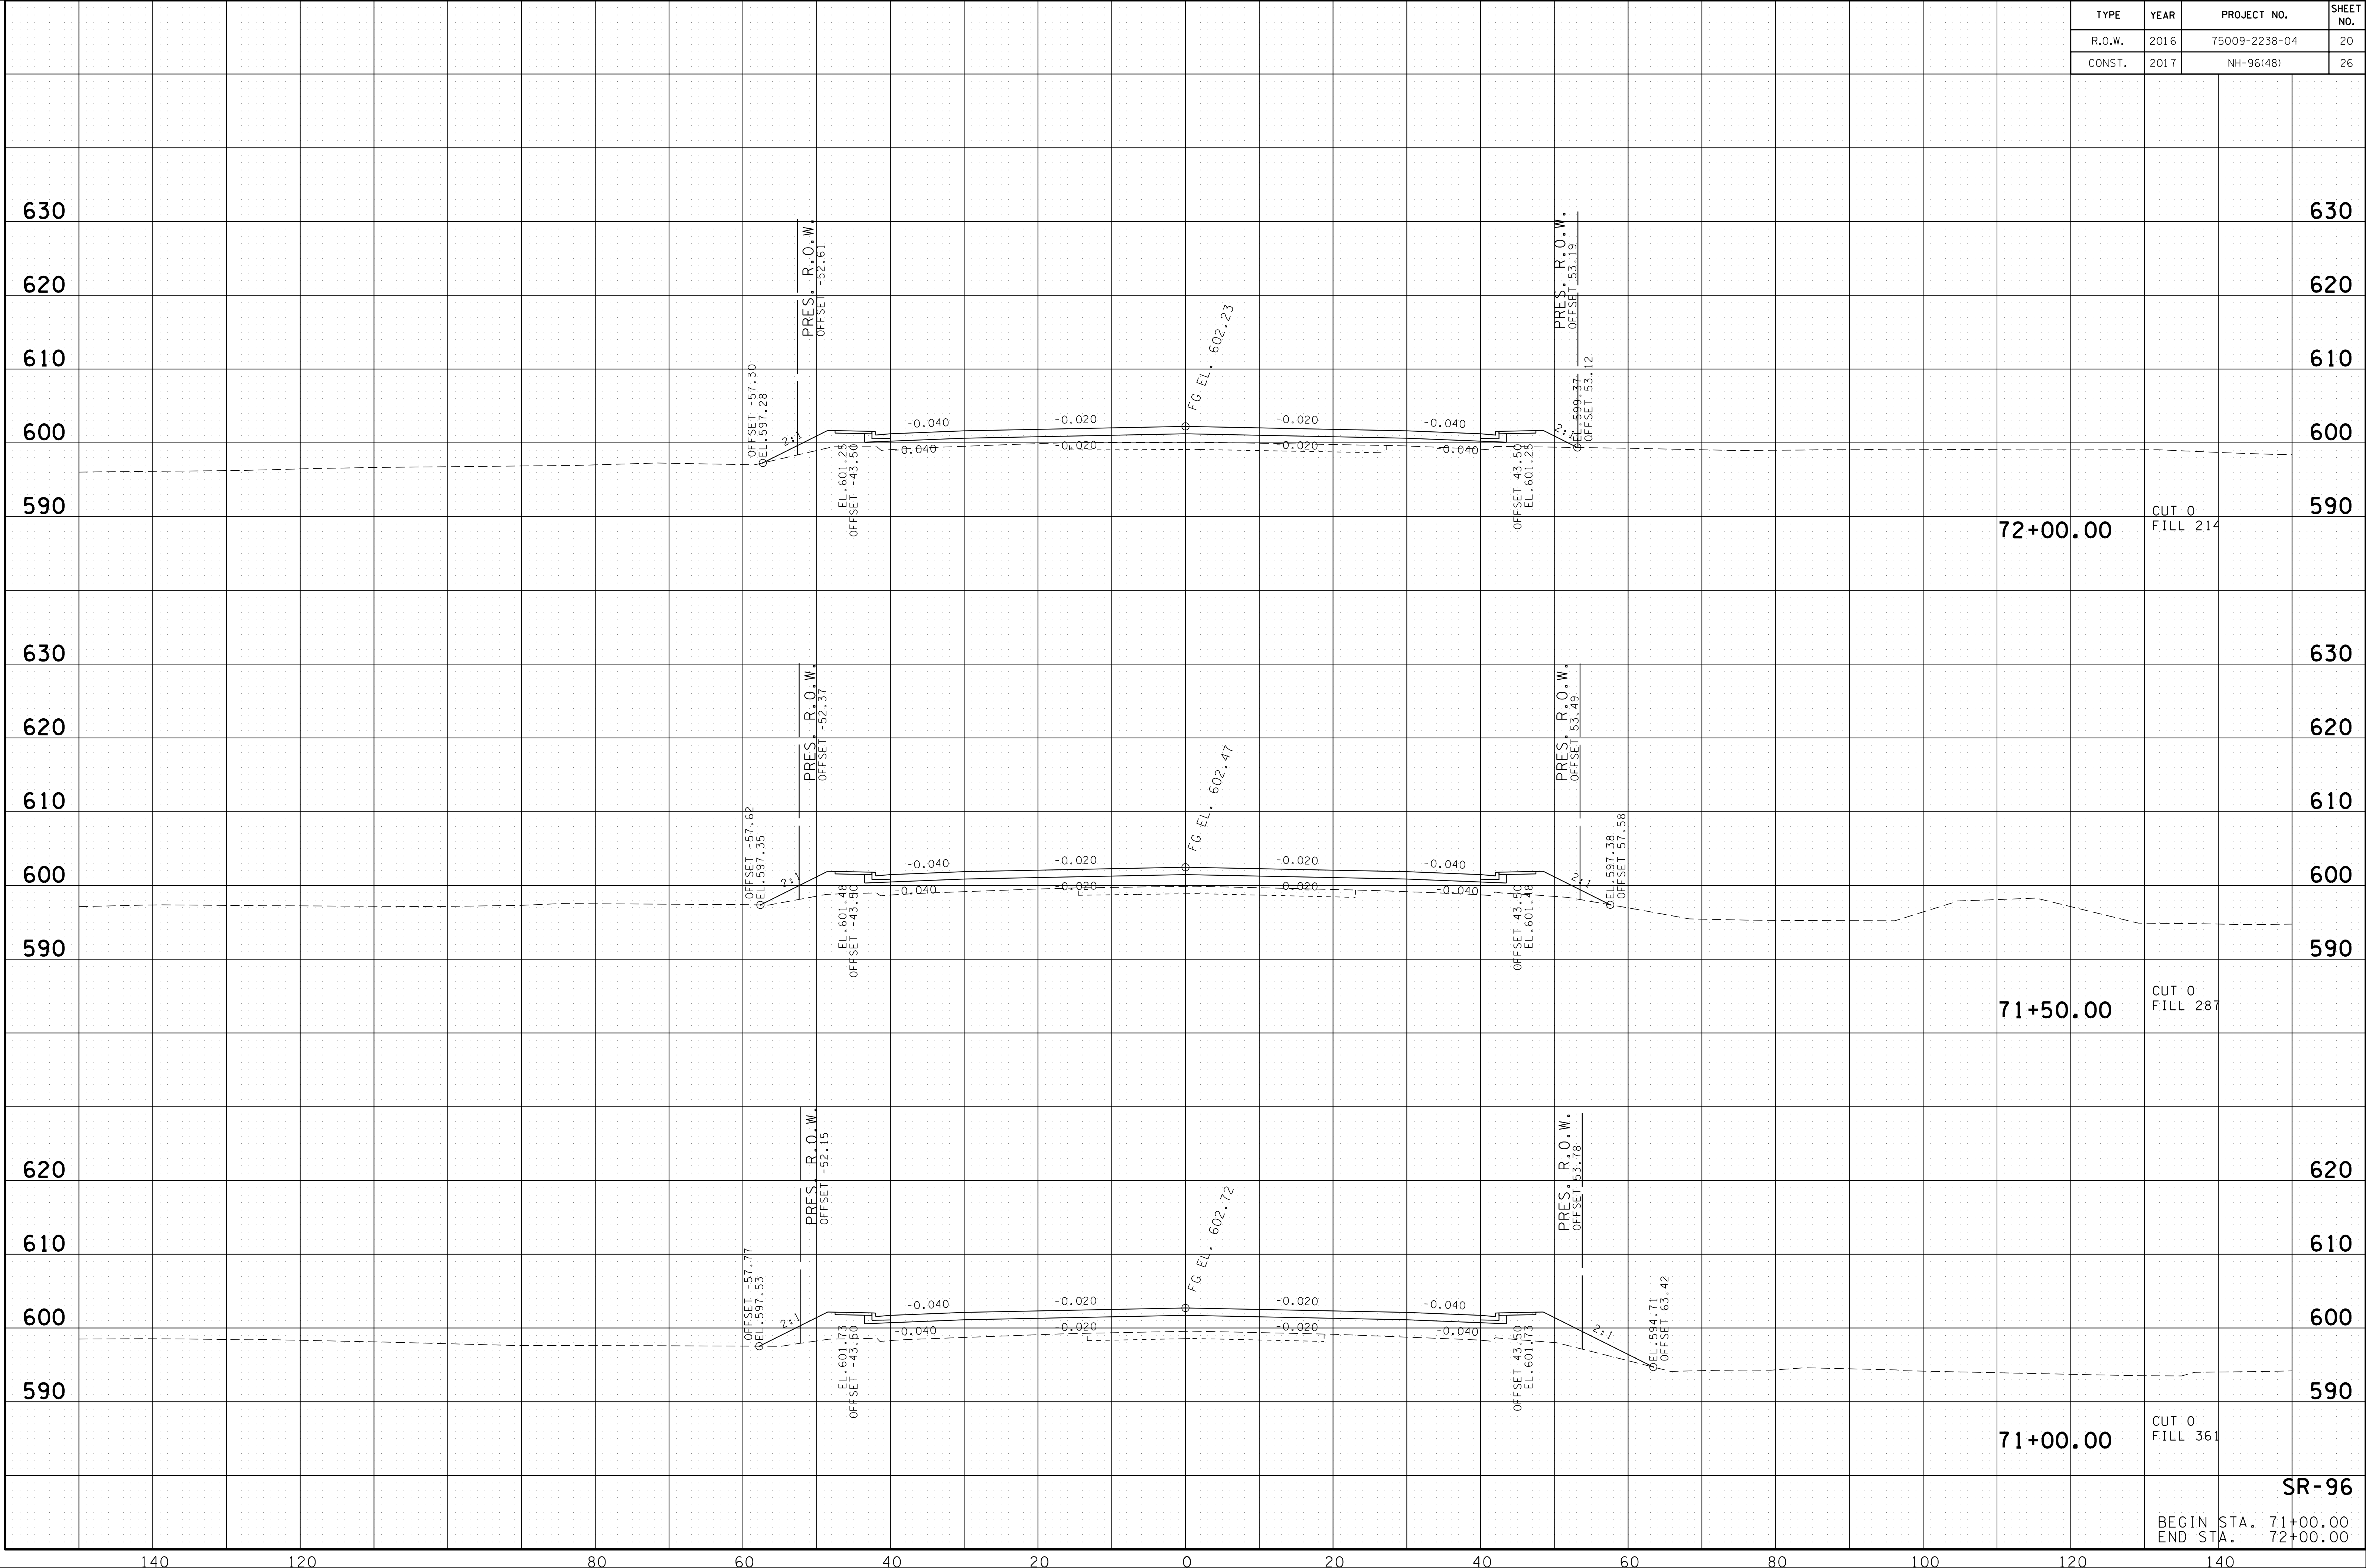 TYPE YEAR PROJECT NO. SHEET NO.
R.O.W. 2016 75009-2238-04 20
CONST. 2017 NH-96(48) 26
630 630
620 620
610 610
600 600
590 590
PRES. R.O.W.
OFFSET -52.61
PRES. R.O.W.
OFFSET 53.19
FG EL. 602.23
OFFSET -57.30
EL.597.28
EL.599.37
OFFSET 53.12
2:1 -0.040 -0.020 -0.020 -0.040 2:1
-0.040 -0.020 -0.020 -0.040
EL.601.25
OFFSET -43.50
OFFSET 43.50
EL.601.25
72+00.00
CUT 0
FILL 214
630 630
620 620
610 610
600 600
590 590
PRES. R.O.W.
OFFSET -52.37
PRES. R.O.W.
OFFSET 53.49
FG EL. 602.47
OFFSET -57.62
EL.597.35
EL.597.38
OFFSET 57.58
2:1 -0.040 -0.020 -0.020 -0.040 2:1
-0.040 -0.020 -0.020 -0.040
EL.601.48
OFFSET -43.50
OFFSET 43.50
EL.601.48
71+50.00
CUT 0
FILL 287
620 620
610 610
600 600
590 590
PRES. R.O.W.
OFFSET -52.15
PRES. R.O.W.
OFFSET 53.78
FG EL. 602.72
OFFSET -57.77
EL.597.53
EL.594.71
OFFSET 63.42
2:1 -0.040 -0.020 -0.020 -0.040 2:1
-0.040 -0.020 -0.020 -0.040
EL.601.73
OFFSET -43.50
OFFSET 43.50
EL.601.73
71+00.00
CUT 0
FILL 361
SR-96
BEGIN STA. 71+00.00
END STA. 72+00.00
140 120 80 60 40 20 0 20 40 60 80 100 120 140